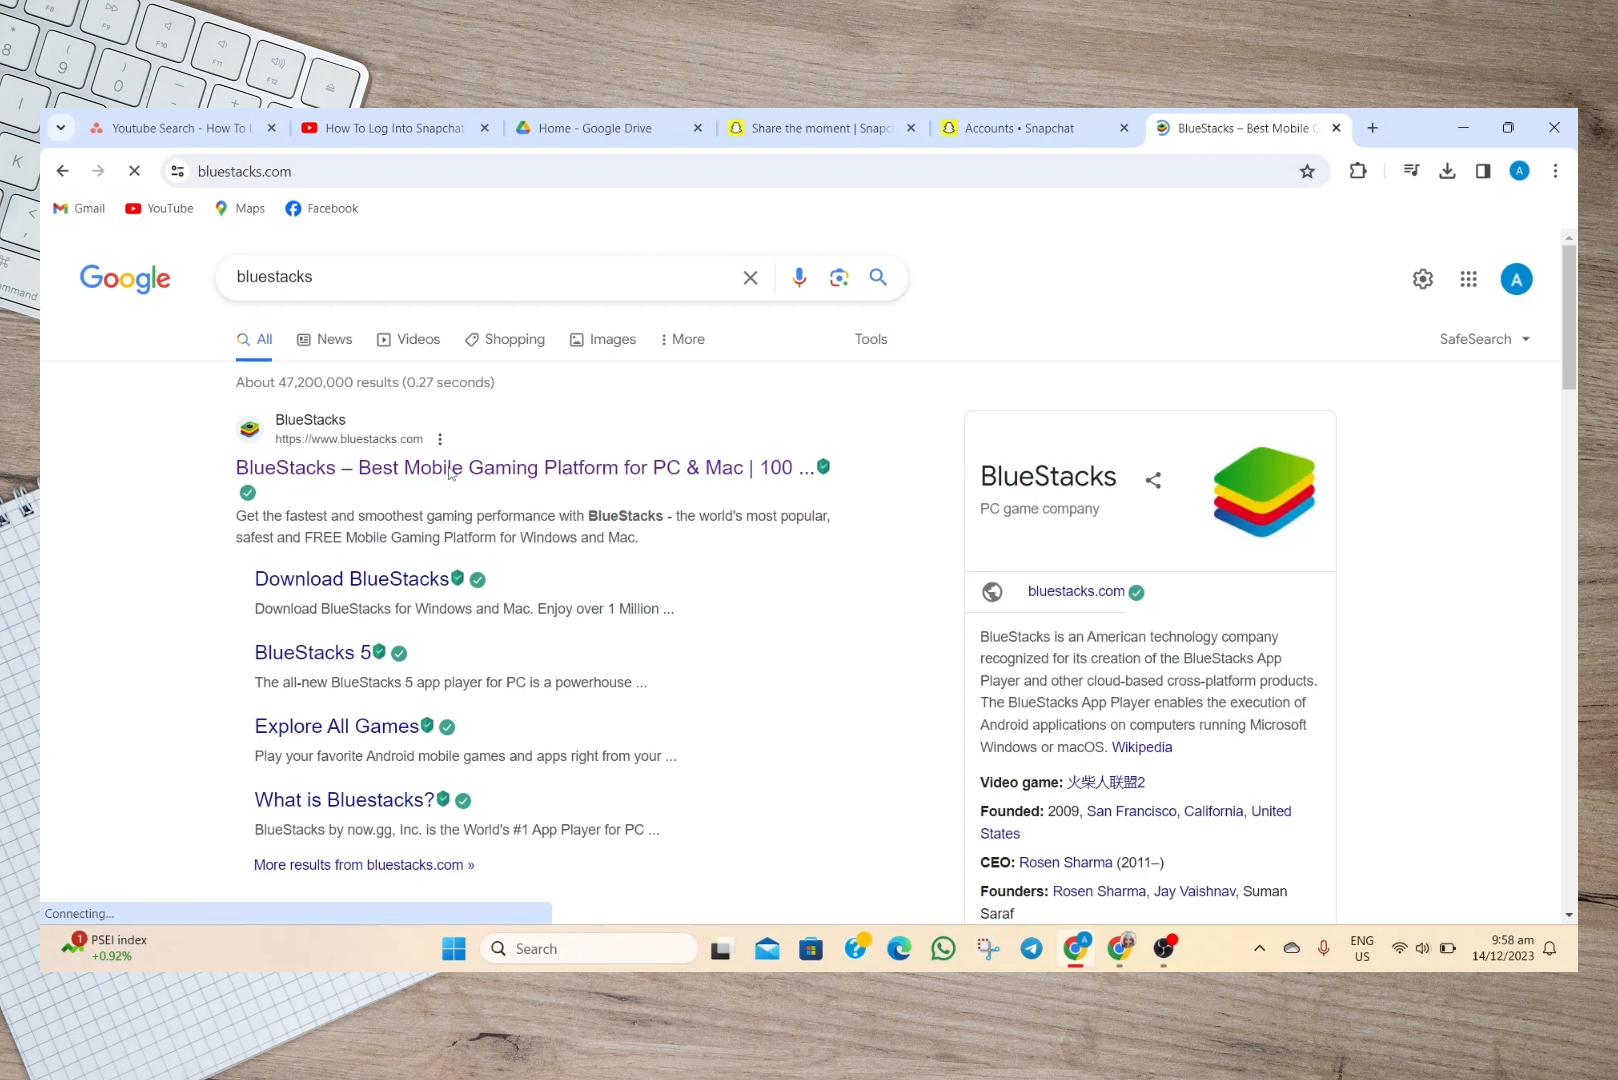 F8
F9
F10
F11
F12
8
9
0
K
ommand
Youtube Search - How To L
How To Log Into Snapchat
Home - Google Drive
Share the moment | Snapc
Accounts • Snapchat
BlueStacks – Best Mobile G
bluestacks.com
A
Gmail
YouTube
Maps
Facebook
Google
bluestacks
A
All
News
Videos
Shopping
Images
More
Tools
SafeSearch
About 47,200,000 results (0.27 seconds)
BlueStacks
https://www.bluestacks.com
BlueStacks – Best Mobile Gaming Platform for PC & Mac | 100 ...
Get the fastest and smoothest gaming performance with BlueStacks - the world's most popular,
safest and FREE Mobile Gaming Platform for Windows and Mac.
Download BlueStacks
Download BlueStacks for Windows and Mac. Enjoy over 1 Million ...
BlueStacks 5
The all-new BlueStacks 5 app player for PC is a powerhouse ...
Explore All Games
Play your favorite Android mobile games and apps right from your ...
What is Bluestacks?
BlueStacks by now.gg, Inc. is the World's #1 App Player for PC ...
More results from bluestacks.com »
BlueStacks
PC game company
bluestacks.com
BlueStacks is an American technology company
recognized for its creation of the BlueStacks App
Player and other cloud-based cross-platform products.
The BlueStacks App Player enables the execution of
Android applications on computers running Microsoft
Windows or macOS. Wikipedia
Video game: 火柴人联盟2
Founded: 2009, San Francisco, California, United
States
CEO: Rosen Sharma (2011–)
Founders: Rosen Sharma, Jay Vaishnav, Suman
Saraf
Connecting...
1
PSEI index
+0.92%
Search
A
ENG
US
9:58 am
14/12/2023